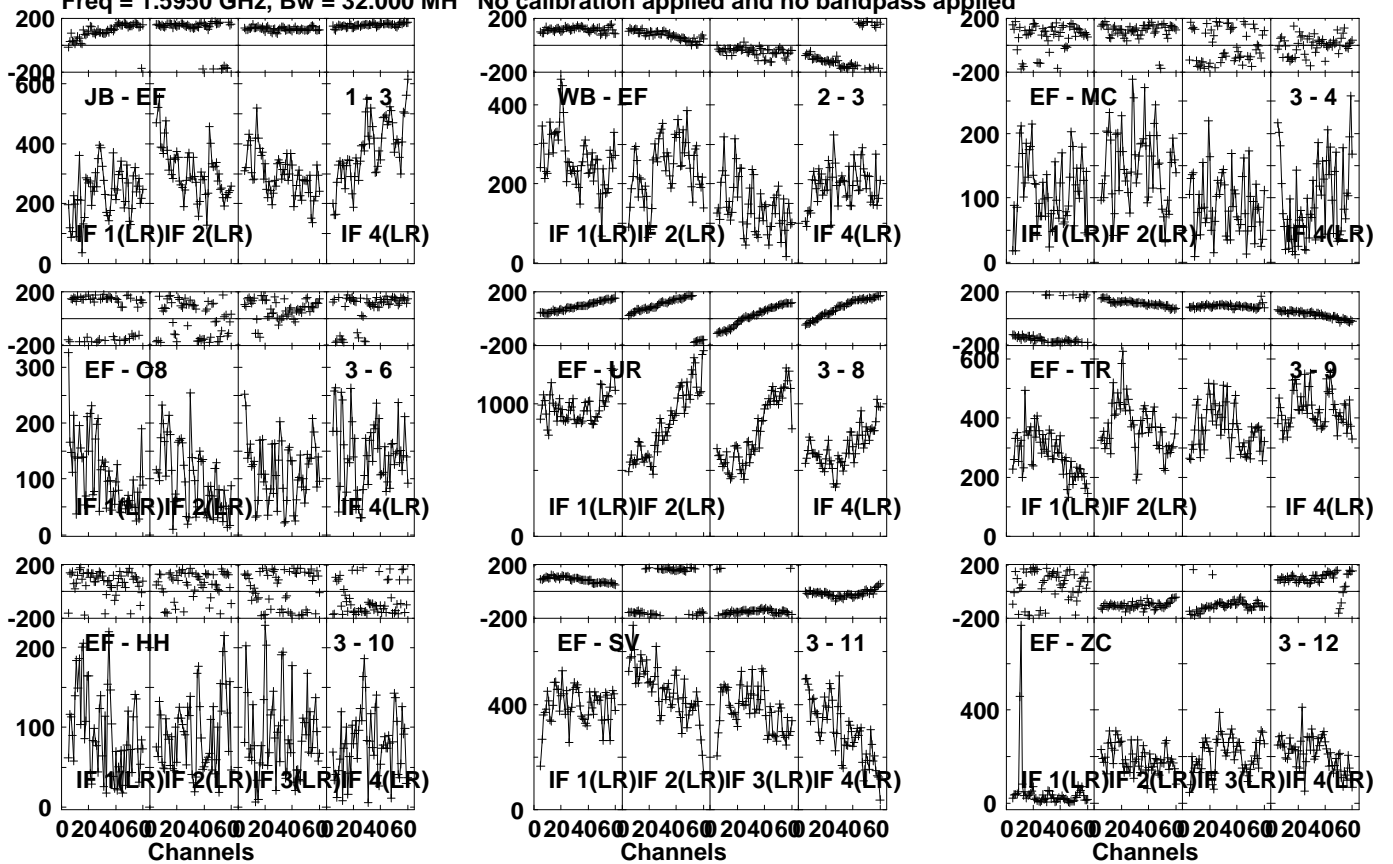 Freq = 1.5950 GHz, Bw = 32.000 MH No calibration applied and no bandpass applied
200
-200
600
400
200
0
JB - EF 1 - 3
IF 1(LR) IF 2(LR) IF 4(LR)
200
-200
400
200
0
WB - EF 2 - 3
IF 1(LR) IF 2(LR) IF 4(LR)
200
-200
200
100
0
EF - MC 3 - 4
IF 1(LR) IF 2(LR) IF 4(LR)
200
-200
300
200
100
0
EF - O8 3 - 6
IF 1(LR) IF 2(LR) IF 4(LR)
200
-200
1000
0
EF - UR 3 - 8
IF 1(LR) IF 2(LR) IF 4(LR)
200
-200
600
400
200
0
EF - TR 3 - 9
IF 1(LR) IF 2(LR) IF 4(LR)
200
-200
200
100
0
EF - HH 3 - 10
IF 1(LR) IF 2(LR) IF 3(LR) IF 4(LR)
0 20 40 60 0 20 40 60 0 20 40 60 0 20 40 60
Channels
200
-200
400
0
EF - SV 3 - 11
IF 1(LR) IF 2(LR) IF 3(LR) IF 4(LR)
0 20 40 60 0 20 40 60 0 20 40 60 0 20 40 60
Channels
200
-200
400
0
EF - ZC 3 - 12
IF 1(LR) IF 2(LR) IF 3(LR) IF 4(LR)
0 20 40 60 0 20 40 60 0 20 40 60 0 20 40 60
Channels